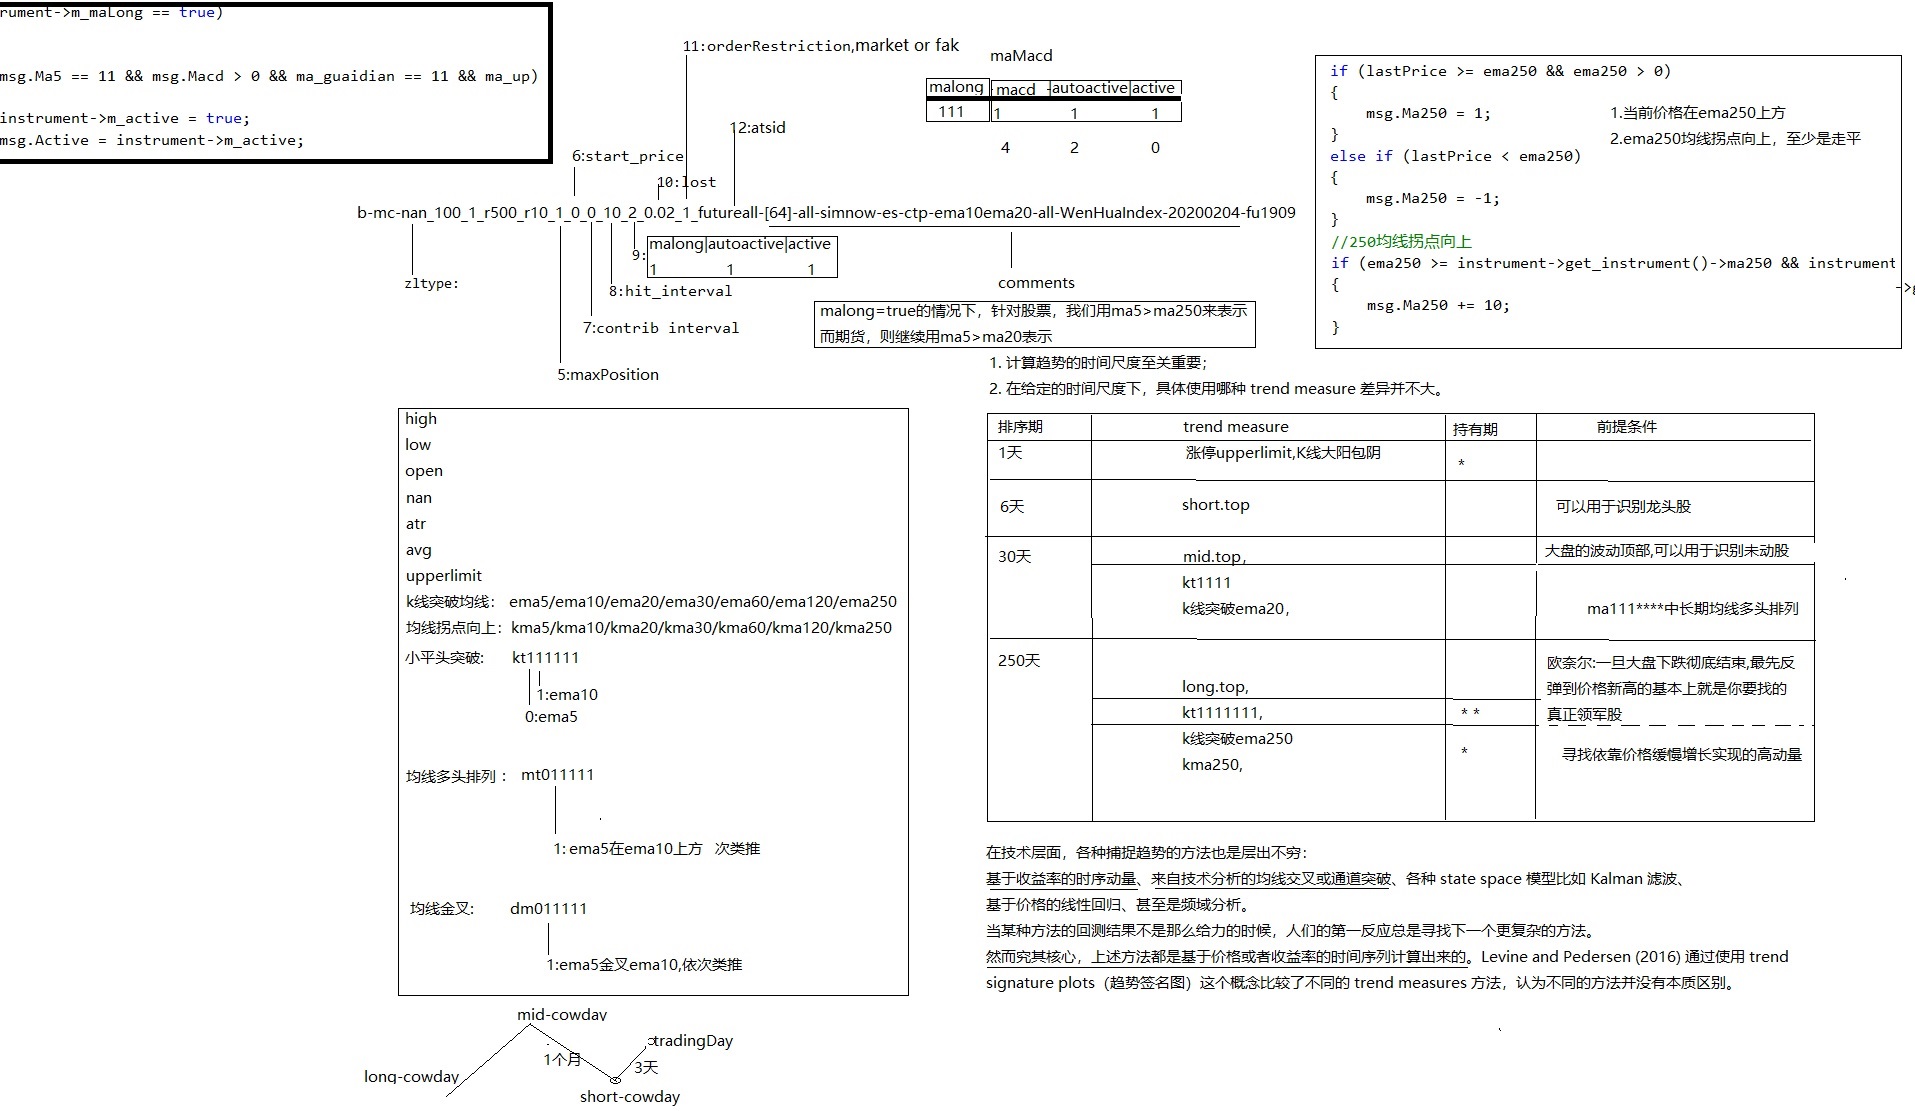 rument->m_maLong == true)
msg.Ma5 == 11 && msg.Macd > 0 && ma_guaidian == 11 && ma_up)
instrument->m_active = true;
msg.Active = instrument->m_active;
11:orderRestriction,market or fak
maMacd
malong macd autoactive|active
111 1 1 1
4 2 0
12:atsid
6:start_price
10:lost
b-mc-nan_100_1_r500_r10_1_0_0_10_2_0.02_1_futureall-[64]-all-simnow-es-ctp-ema10ema20-all-WenHuaIndex-20200204-fu1909
9:
malong|autoactive|active
1 1 1
zltype:
8:hit_interval
7:contrib interval
5:maxPosition
comments
malong=true的情况下，针对股票，我们用ma5>ma250来表示
而期货，则继续用ma5>ma20表示
if (lastPrice >= ema250 && ema250 > 0)
{
msg.Ma250 = 1;
}
else if (lastPrice < ema250)
{
msg.Ma250 = -1;
}
//250均线拐点向上
if (ema250 >= instrument->get_instrument()->ma250 && instrument
{
msg.Ma250 += 10;
}
1.当前价格在ema250上方
2.ema250均线拐点向上，至少是走平
1. 计算趋势的时间尺度至关重要；
2. 在给定的时间尺度下，具体使用哪种 trend measure 差异并不大。
high
low
open
nan
atr
avg
upperlimit
k线突破均线： ema5/ema10/ema20/ema30/ema60/ema120/ema250
均线拐点向上：kma5/kma10/kma20/kma30/kma60/kma120/kma250
小平头突破: kt111111
1:ema10
0:ema5
均线多头排列： mt011111
1: ema5在ema10上方 次类推
均线金叉: dm011111
1:ema5金叉ema10,依次类推
排序期 trend measure 持有期 前提条件
1天 涨停upperlimit,K线大阳包阴 *
6天 short.top 可以用于识别龙头股
30天 mid.top, 大盘的波动顶部,可以用于识别未动股
kt1111
k线突破ema20, ma111****中长期均线多头排列
250天 欧奈尔:一旦大盘下跌彻底结束,最先反
弹到价格新高的基本上就是你要找的
真正领军股
long.top,
kt1111111, * *
k线突破ema250 * 寻找依靠价格缓慢增长实现的高动量
kma250,
在技术层面，各种捕捉趋势的方法也是层出不穷：
基于收益率的时序动量、来自技术分析的均线交叉或通道突破、各种 state space 模型比如 Kalman 滤波、
基于价格的线性回归、甚至是频域分析。
当某种方法的回测结果不是那么给力的时候，人们的第一反应总是寻找下一个更复杂的方法。
然而究其核心，上述方法都是基于价格或者收益率的时间序列计算出来的。Levine and Pedersen (2016) 通过使用 trend
signature plots（趋势签名图）这个概念比较了不同的 trend measures 方法，认为不同的方法并没有本质区别。
mid-cowday
tradingDay
1个月
3天
long-cowday
short-cowday